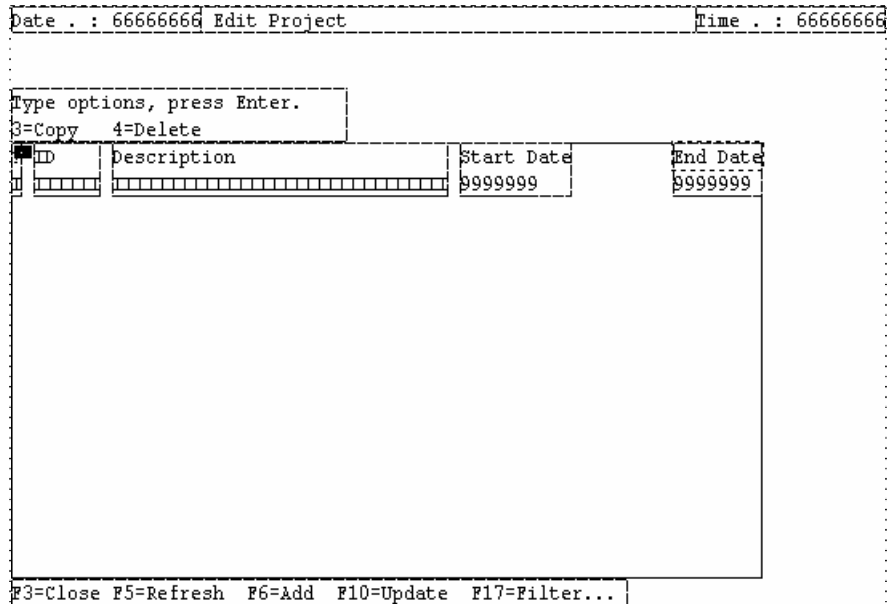 Date . : 66666666 Edit Project Time . : 66666666
Type options, press Enter.
3=Copy 4=Delete
ID Description Start Date End Date
9999999 9999999
F3=Close F5=Refresh F6=Add F10=Update F17=Filter...